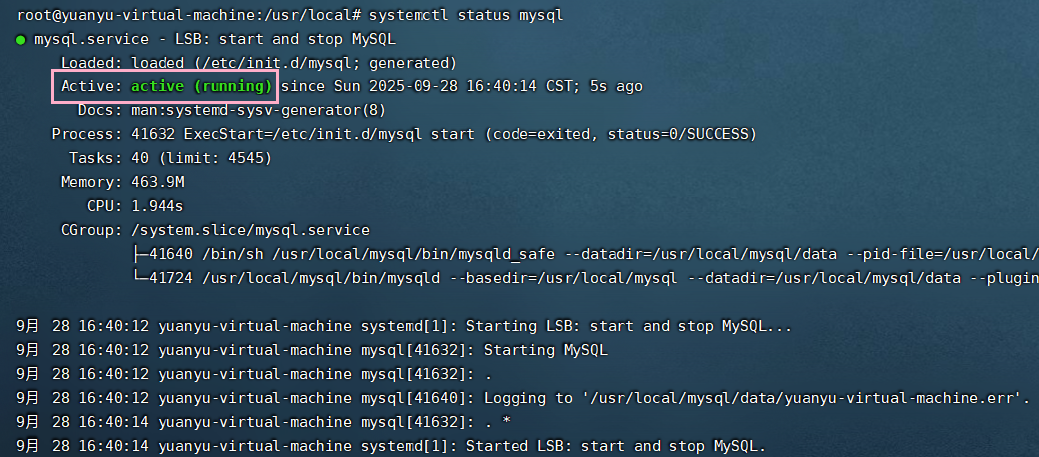 root@yuanyu-virtual-machine:/usr/local# systemctl status mysql
● mysql.service - LSB: start and stop MySQL
Loaded: loaded (/etc/init.d/mysql; generated)
Active: active (running) since Sun 2025-09-28 16:40:14 CST; 5s ago
Docs: man:systemd-sysv-generator(8)
Process: 41632 ExecStart=/etc/init.d/mysql start (code=exited, status=0/SUCCESS)
Tasks: 40 (limit: 4545)
Memory: 463.9M
CPU: 1.944s
CGroup: /system.slice/mysql.service
├─41640 /bin/sh /usr/local/mysql/bin/mysqld_safe --datadir=/usr/local/mysql/data --pid-file=/usr/local/
└─41724 /usr/local/mysql/bin/mysqld --basedir=/usr/local/mysql --datadir=/usr/local/mysql/data --plugin
9月 28 16:40:12 yuanyu-virtual-machine systemd[1]: Starting LSB: start and stop MySQL...
9月 28 16:40:12 yuanyu-virtual-machine mysql[41632]: Starting MySQL
9月 28 16:40:12 yuanyu-virtual-machine mysql[41632]: .
9月 28 16:40:12 yuanyu-virtual-machine mysql[41640]: Logging to '/usr/local/mysql/data/yuanyu-virtual-machine.err'.
9月 28 16:40:14 yuanyu-virtual-machine mysql[41632]: . *
9月 28 16:40:14 yuanyu-virtual-machine systemd[1]: Started LSB: start and stop MySQL.